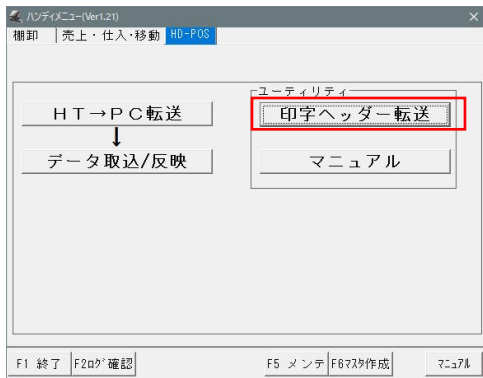 ﾊﾝﾃﾞｨﾒﾆｭｰ(Ver1.21)
棚卸 売上・仕入・移動 HD-POS
ユーティリティ
ＨＴ→ＰＣ転送 印字ヘッダー転送
↓
データ取込/反映 マニュアル
F1 終了 F2ﾛｸﾞ確認 F5 メンテ F6ﾏｽﾀ作成 ﾏﾆｭｱﾙ